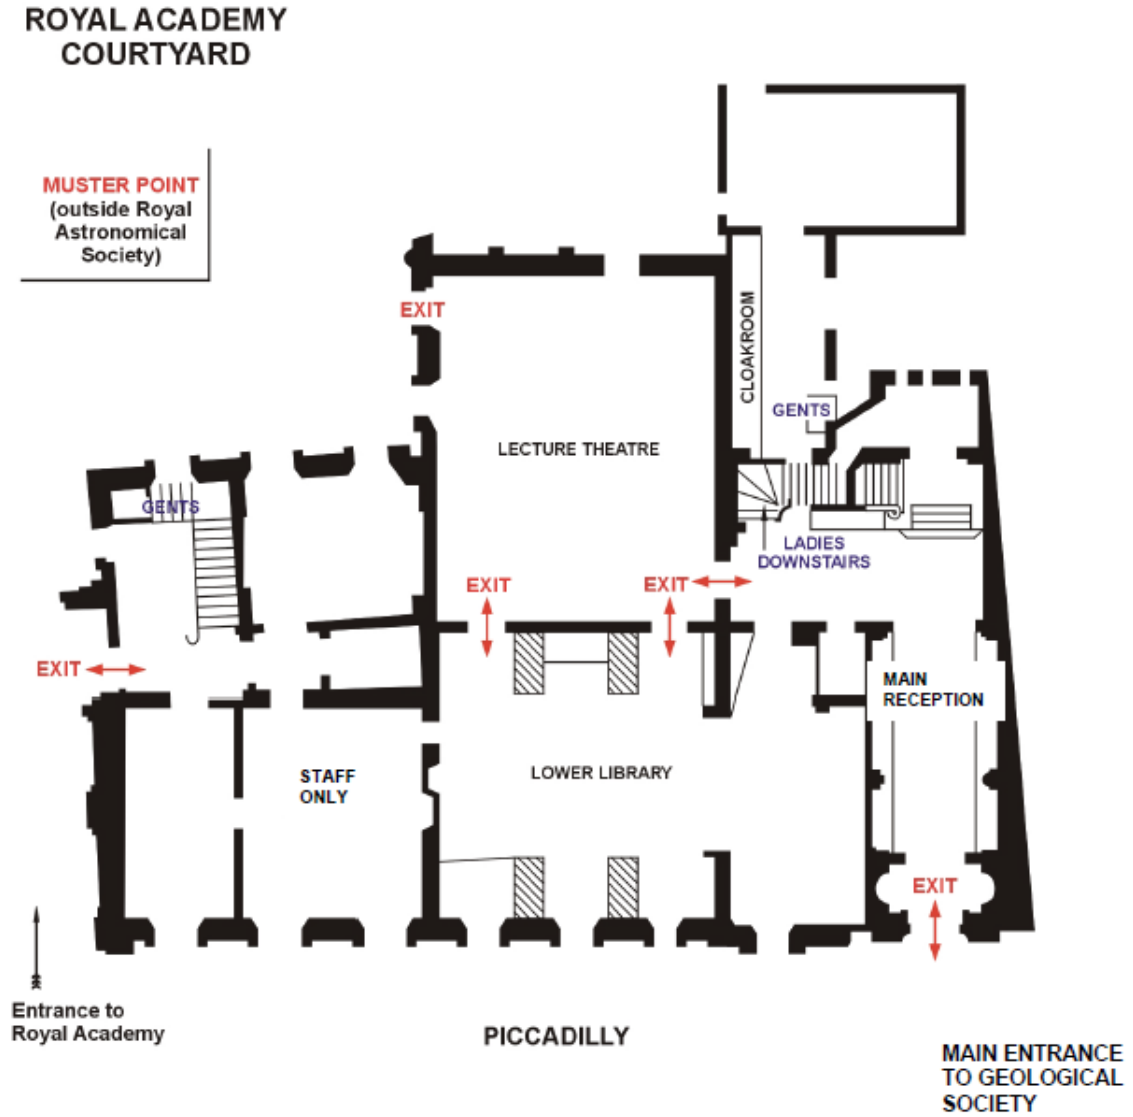 ROYAL ACADEMY
COURTYARD
MUSTER POINT
(outside Royal
Astronomical
Society)
EXIT
CLOAKROOM
GENTS
LECTURE THEATRE
GENTS
LADIES
DOWNSTAIRS
EXIT
EXIT
EXIT
MAIN
RECEPTION
STAFF
ONLY
LOWER LIBRARY
EXIT
Entrance to
Royal Academy
PICCADILLY
MAIN ENTRANCE
TO GEOLOGICAL
SOCIETY